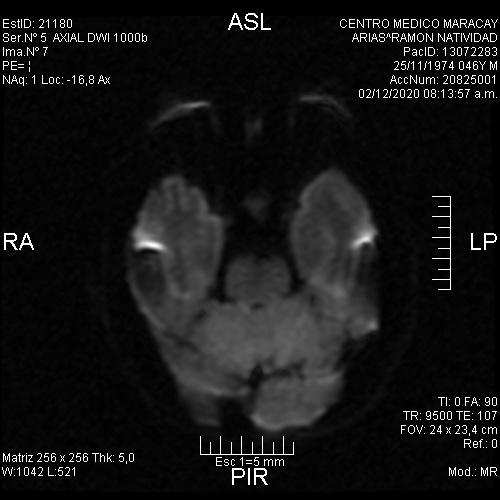 EstID: 21180
Ser.Nº 5 AXIAL DWI 1000b
Ima.Nº 7
PE= ¦
NAq: 1 Loc: -16,8 Ax
ASL
CENTRO MEDICO MARACAY
ARIAS^RAMON NATIVIDAD
PacID: 13072283
25/11/1974 046Y M
AccNum: 20825001
02/12/2020 08:13:57 a.m.
RA
LP
Matriz 256 x 256 Thk: 5,0
W:1042 L:521
Esc 1=5 mm
PIR
TI: 0 FA: 90
TR: 9500 TE: 107
FOV: 24 x 23,4 cm
Ref.: 0
Mod.: MR